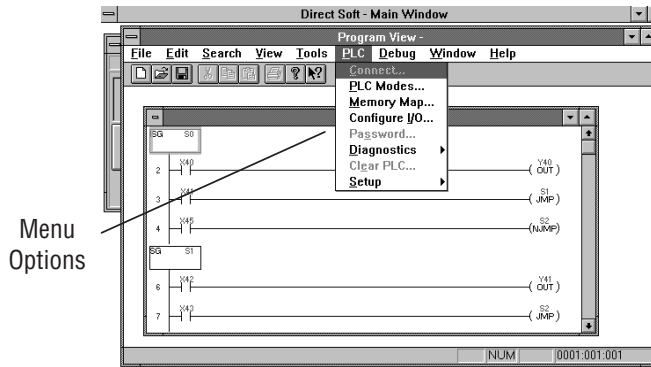 Direct Soft - Main Window
Program View -
File Edit Search View Tools PLC Debug Window Help
Connect...
PLC Modes...
Memory Map...
Configure I/O...
Password...
Diagnostics
Clear PLC...
Setup
SG S0
2 X40 Y40 OUT
3 X41 S1 JMP
4 X45 S2 NJMP
SG S1
6 X42 Y41 OUT
7 X43 S2 JMP
Menu
Options
NUM 0001:001:001